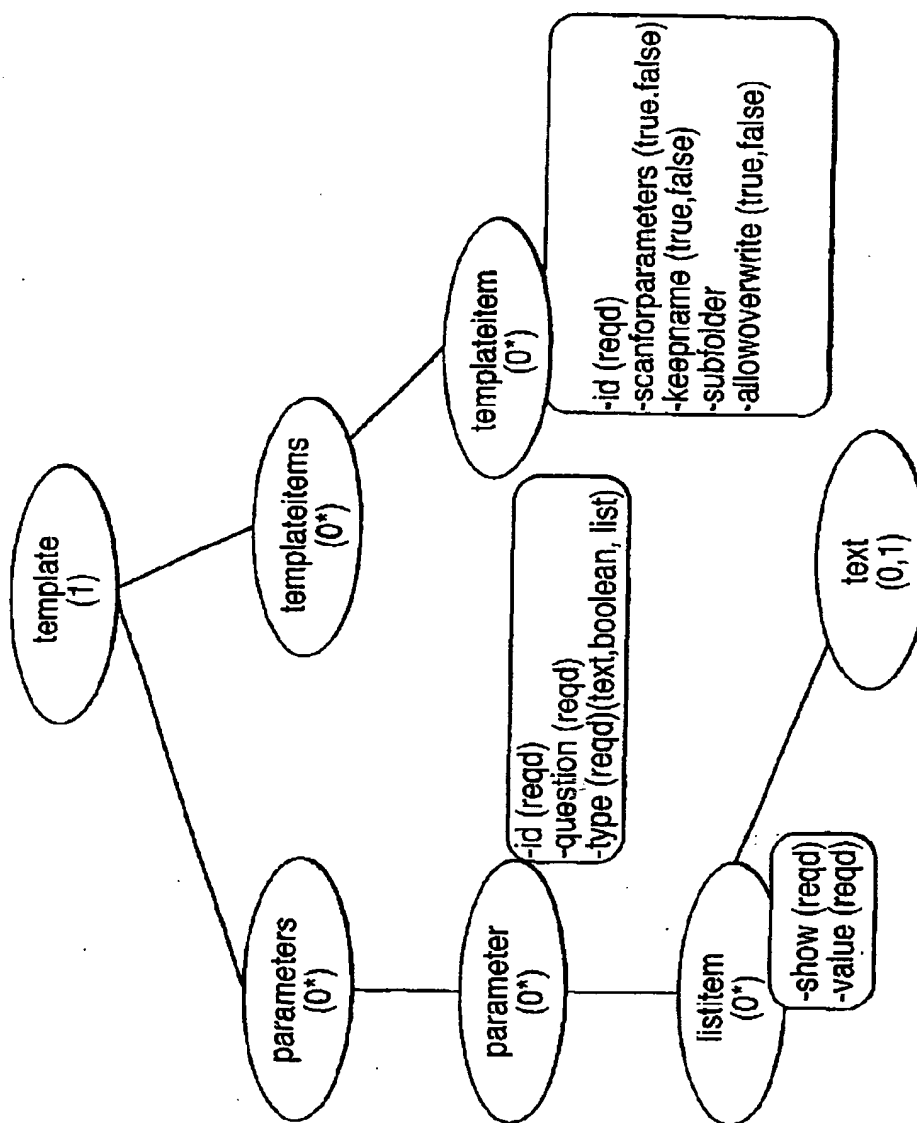 template
(1)
parameters
(0*)
templateitems
(0*)
parameter
(0*)
-id (reqd)
-question (reqd)
-type (reqd)(text,boolean, list)
templateitem
(0*)
-id (reqd)
-scanforparameters (true.false)
-keepname (true,false)
-subfolder
-allowoverwrite (true,false)
listitem
(0*)
-show (reqd)
-value (reqd)
text
(0,1)